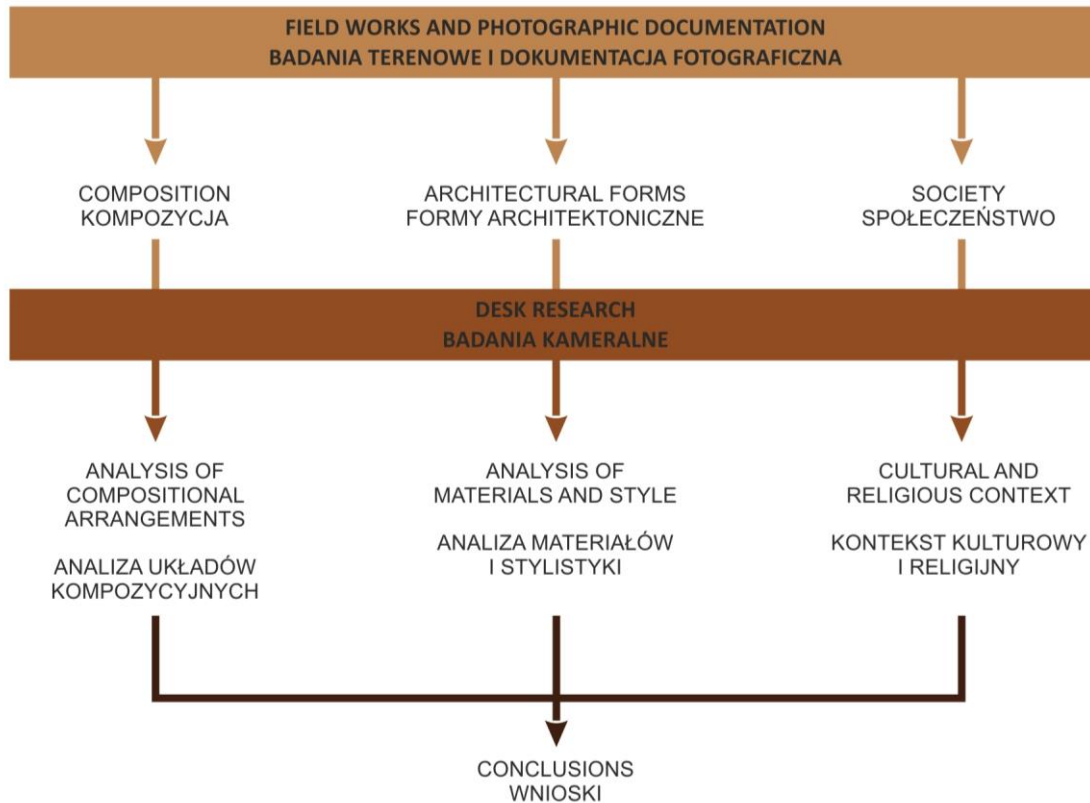 FIELD WORKS AND PHOTOGRAPHIC DOCUMENTATION
BADANIA TERENOWE I DOKUMENTACJA FOTOGRAFICZNA
COMPOSITION
KOMPOZYCJA
ARCHITECTURAL FORMS
FORMY ARCHITEKTONICZNE
SOCIETY
SPOŁECZEŃSTWO
DESK RESEARCH
BADANIA KAMERALNE
ANALYSIS OF
COMPOSITIONAL
ARRANGEMENTS
ANALIZA UKŁADÓW
KOMPOZYCYJNYCH
ANALYSIS OF
MATERIALS AND STYLE
ANALIZA MATERIAŁÓW
I STYLISTYKI
CULTURAL AND
RELIGIOUS CONTEXT
KONTEKST KULTUROWY
I RELIGIJNY
CONCLUSIONS
WNIOSKI